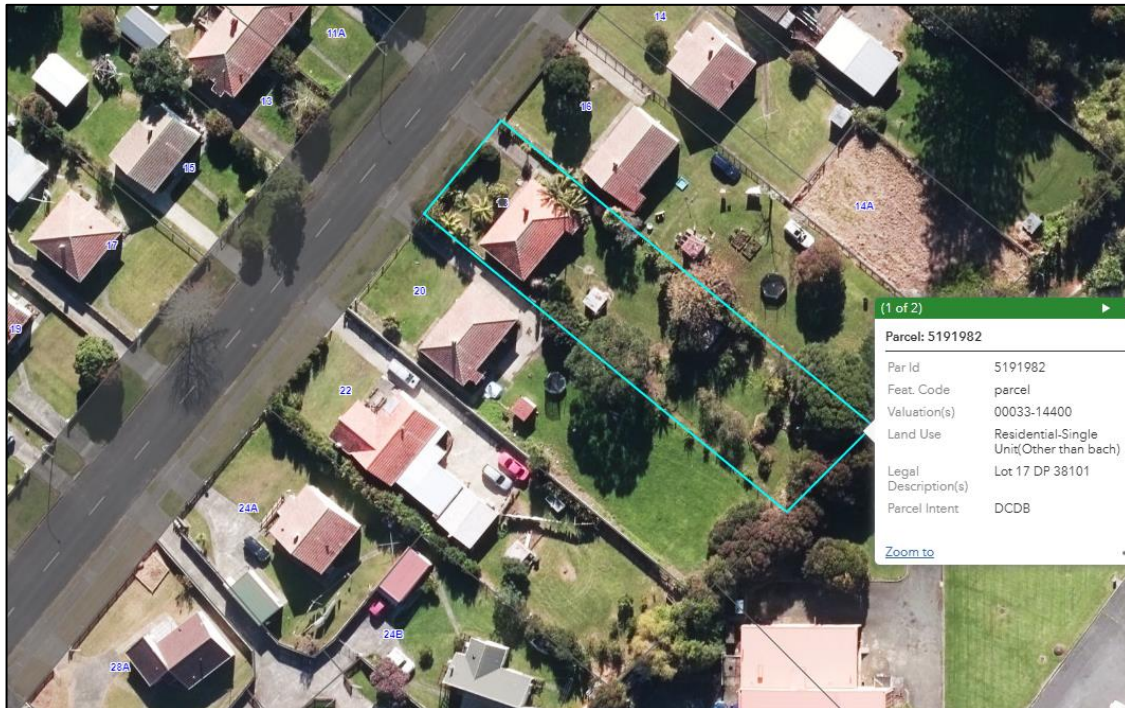 11A
14
13
16
15
18
14A
17
20
19
22
24A
24B
28A
(1 of 2)
Parcel: 5191982
Par Id 5191982
Feat. Code parcel
Valuation(s) 00033-14400
Land Use Residential-Single
Unit(Other than bach)
Legal Lot 17 DP 38101
Description(s)
Parcel Intent DCDB
Zoom to